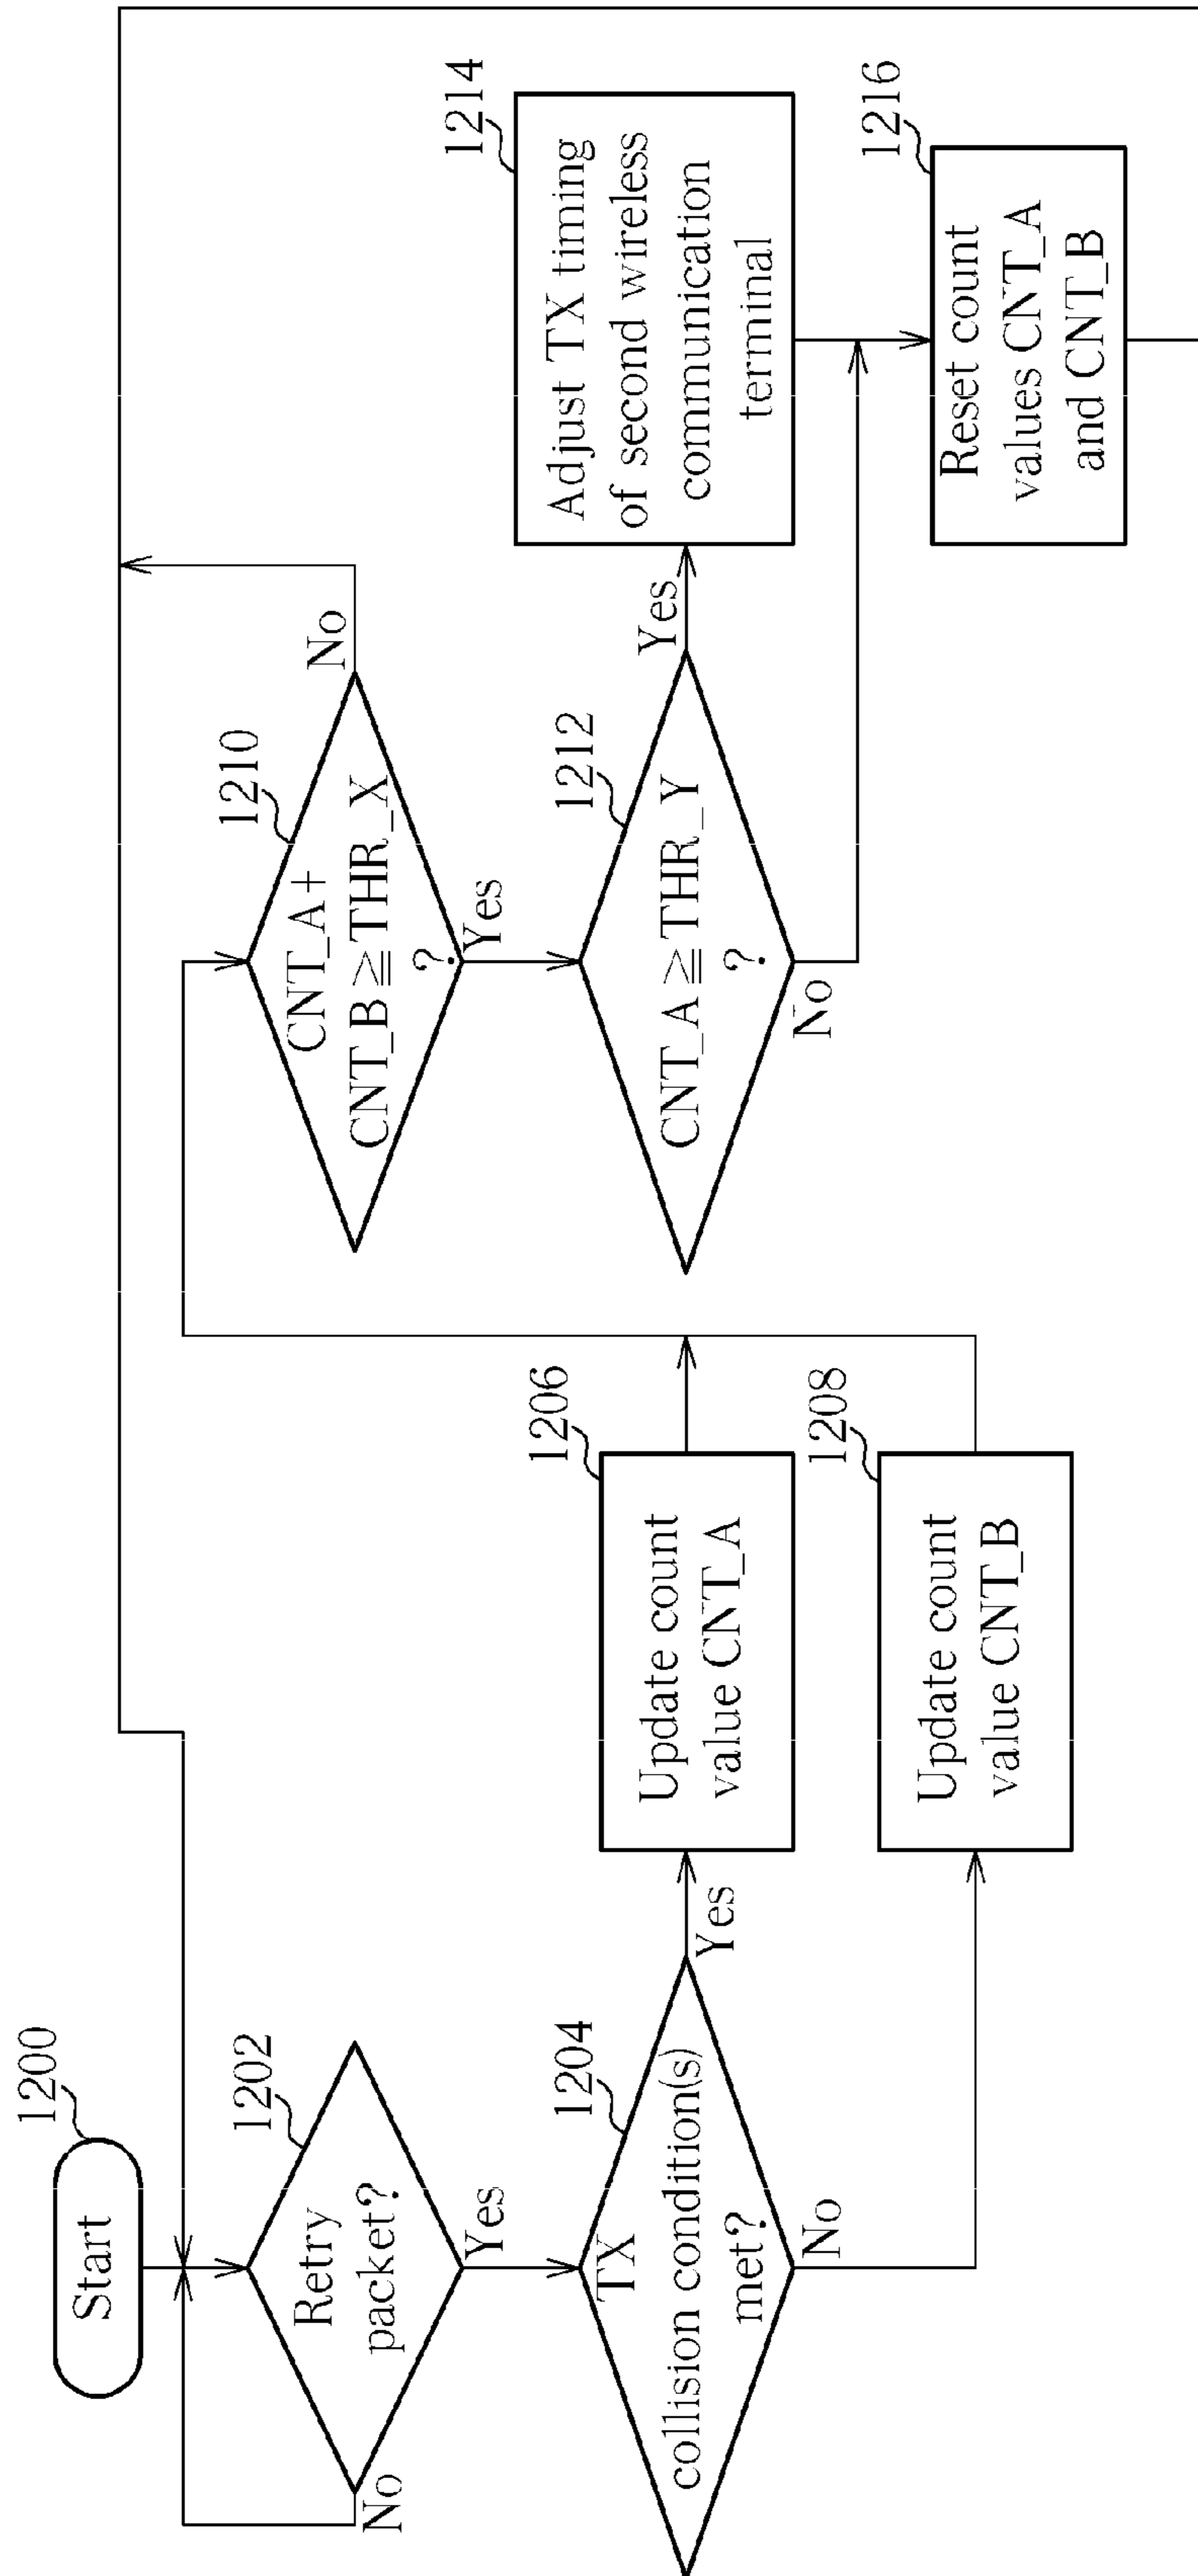 1200
Start
1202
Retry
packet?
No
Yes
1204
TX
collision condition(s)
met?
Yes
No
1206
Update count
value CNT_A
1208
Update count
value CNT_B
1210
CNT_A+
CNT_B≧THR_X
?
No
Yes
1212
CNT_A≧THR_Y
?
Yes
No
1214
Adjust TX timing
of second wireless
communication
terminal
1216
Reset count
values CNT_A
and CNT_B